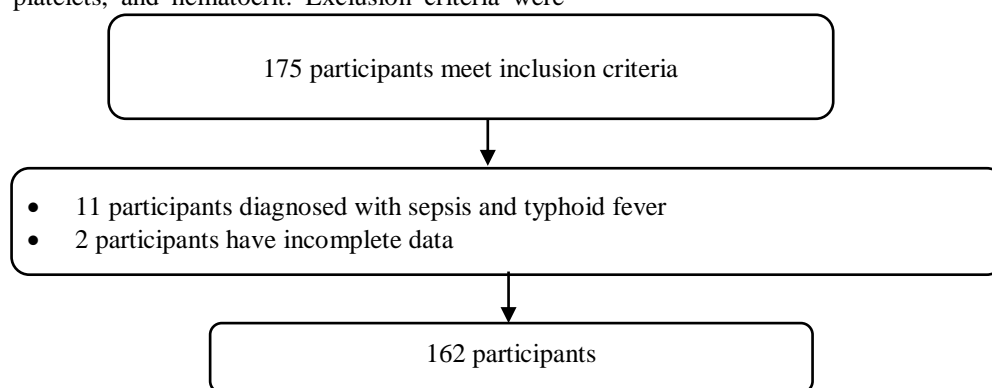 platelets, and hematocrit. Exclusion criteria were
175 participants meet inclusion criteria
• 11 participants diagnosed with sepsis and typhoid fever
• 2 participants have incomplete data
162 participants